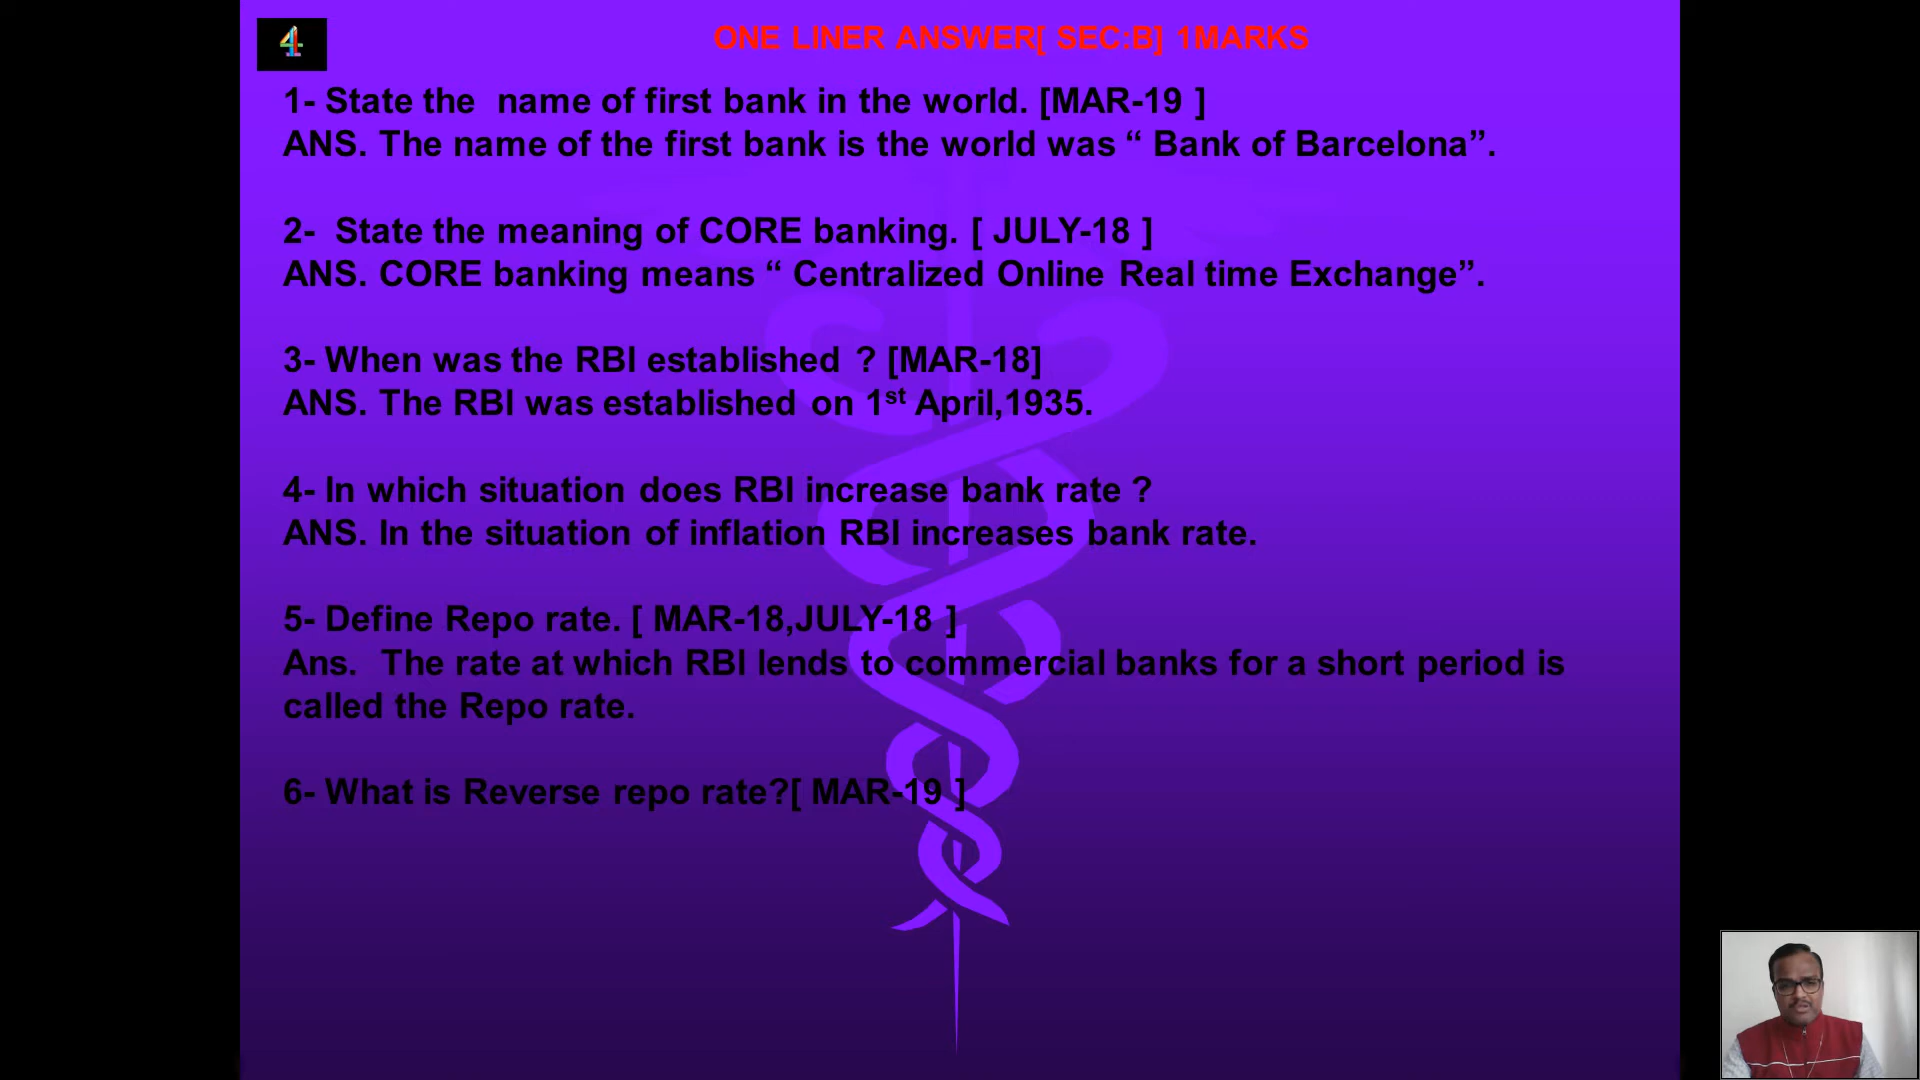 4
ONE LINER ANSWER[ SEC:B] 1MARKS
1- State the name of first bank in the world. [MAR-19 ]
ANS. The name of the first bank is the world was “ Bank of Barcelona”.
2- State the meaning of CORE banking. [ JULY-18 ]
ANS. CORE banking means “ Centralized Online Real time Exchange”.
3- When was the RBI established ? [MAR-18]
ANS. The RBI was established on 1st April,1935.
4- In which situation does RBI increase bank rate ?
ANS. In the situation of inflation RBI increases bank rate.
5- Define Repo rate. [ MAR-18,JULY-18 ]
Ans. The rate at which RBI lends to commercial banks for a short period is
called the Repo rate.
6- What is Reverse repo rate?[ MAR-19 ]